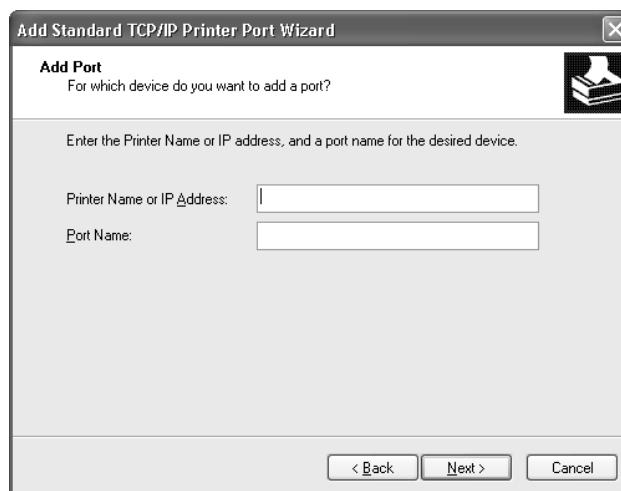 Add Standard TCP/IP Printer Port Wizard
Add Port
For which device do you want to add a port?
Enter the Printer Name or IP address, and a port name for the desired device.
Printer Name or IP Address:
Port Name:
< Back Next > Cancel